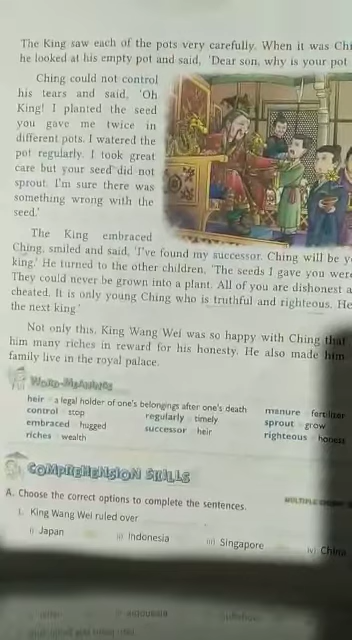 The King saw each of the pots very carefully. When it was Chi
he looked at his empty pot and said, 'Dear son, why is your pot
Ching could not control
his tears and said, 'Oh
King! I planted the seed
you gave me twice in
different pots. I watered the
pot regularly. I took great
care but your seed did not
sprout. I'm sure there was
something wrong with the
seed.'
The King embraced
Ching, smiled and said, 'I've found my successor. Ching will be y
king.' He turned to the other children, 'The seeds I gave you were
They could never be grown into a plant. All of you are dishonest a
cheated. It is only young Ching who is truthful and righteous. He
the next king.'
Not only this, King Wang Wei was so happy with Ching that
him many riches in reward for his honesty. He also made him
family live in the royal palace.
WORD-MEANINGS
heir a legal holder of one's belongings after one's death manure fertilizer
control stop regularly timely sprout grow
embraced hugged successor heir righteous honest
riches wealth
COMPREHENSION SKILLS
A. Choose the correct options to complete the sentences. MULTIPLE
1. King Wang Wei ruled over
i) Japan ii) Indonesia iii) Singapore iv) China